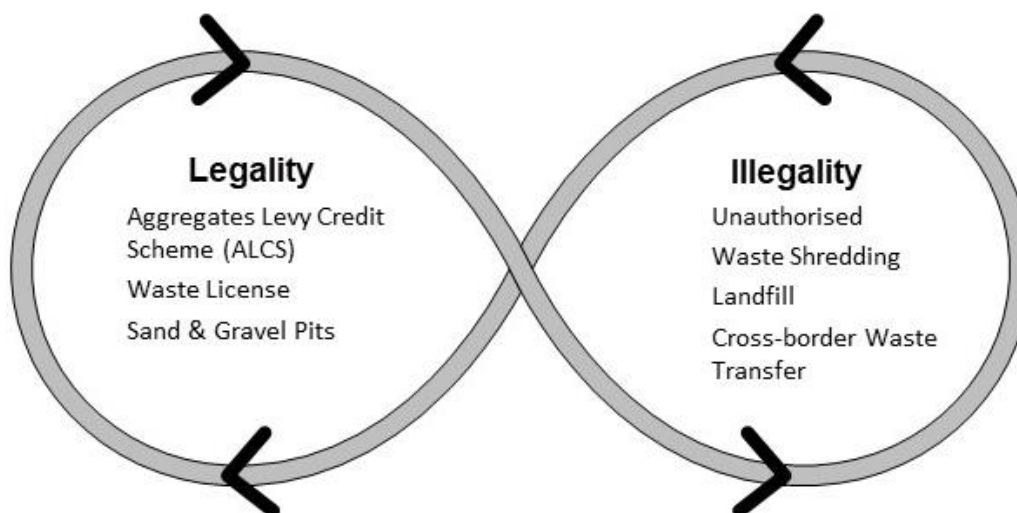 Legality
Aggregates Levy Credit
Scheme (ALCS)
Waste License
Sand & Gravel Pits
Illegality
Unauthorised
Waste Shredding
Landfill
Cross-border Waste
Transfer